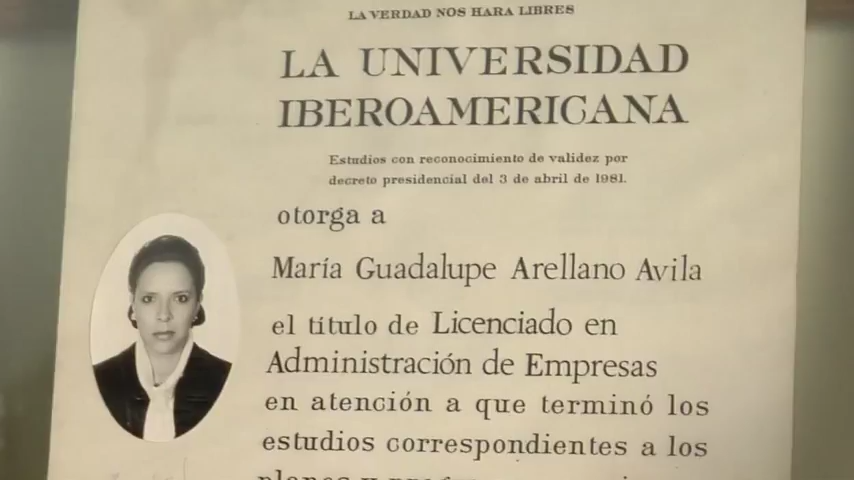 LA VERDAD NOS HARA LIBRES
LA UNIVERSIDAD
IBEROAMERICANA
Estudios con reconocimiento de validez por
decreto presidencial del 3 de abril de 1981.
otorga a
María Guadalupe Arellano Avila
el título de Licenciado en
Administración de Empresas
en atención a que terminó los
estudios correspondientes a los